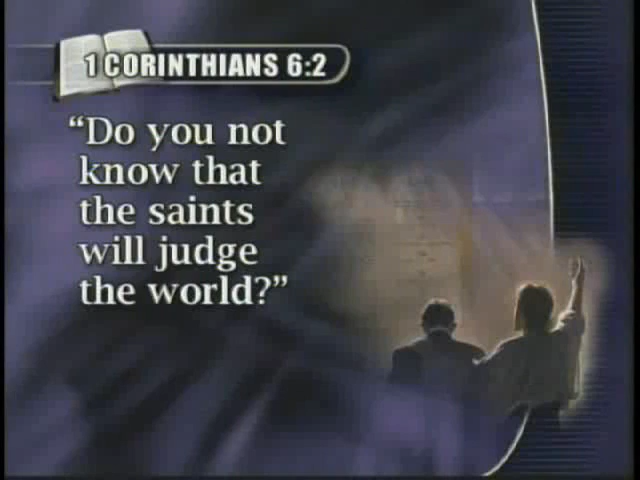 1 CORINTHIANS 6:2
“Do you not
know that
the saints
will judge
the world?”